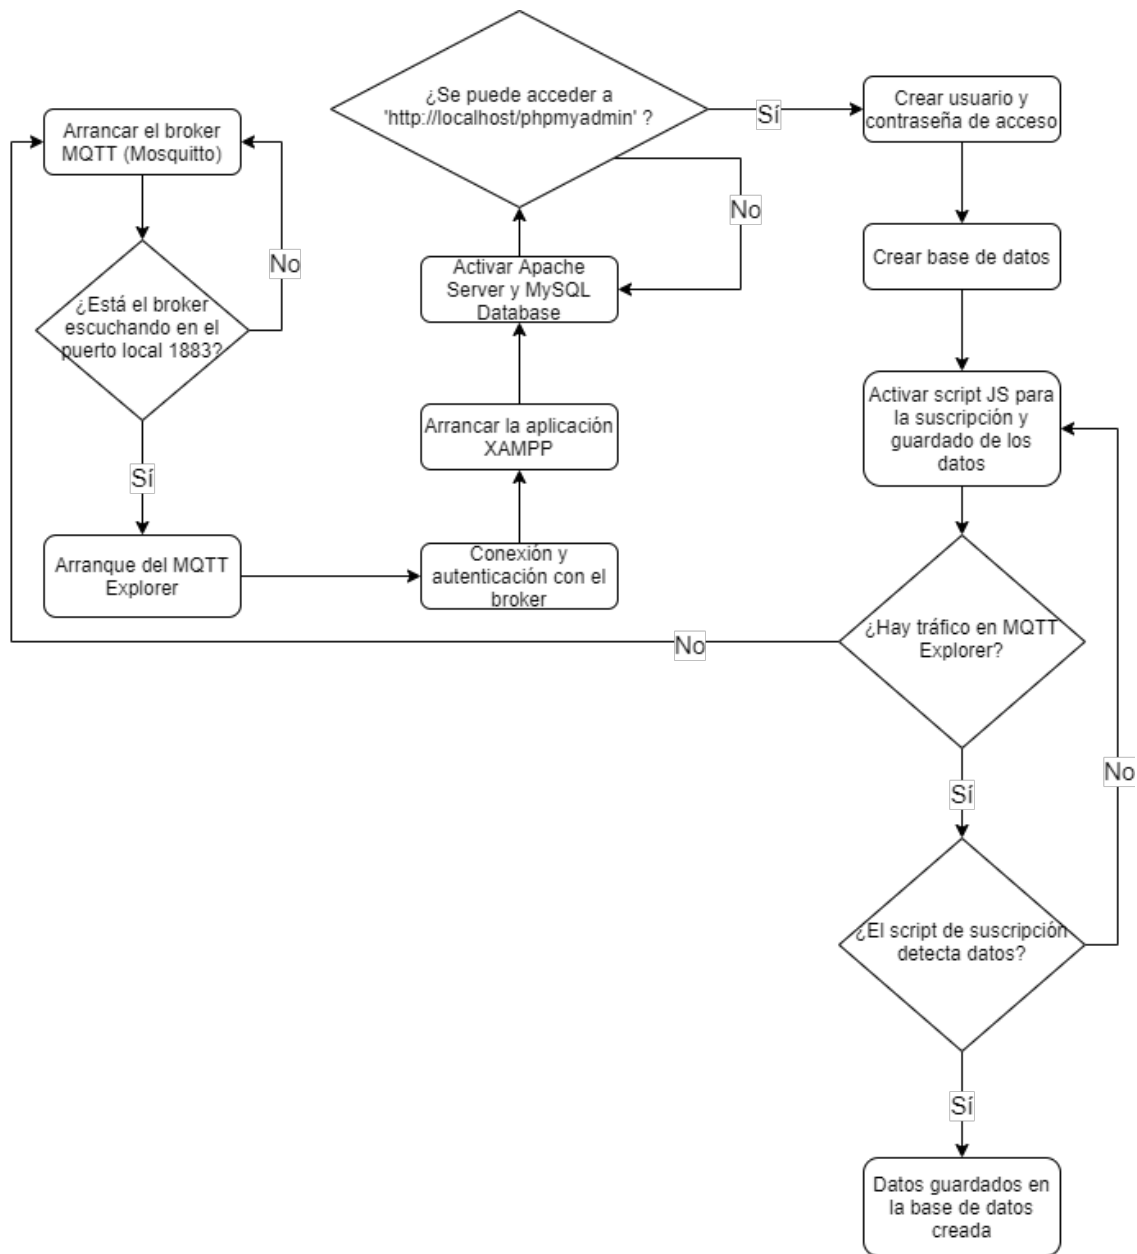 Arrancar el broker
MQTT (Mosquitto)
No
¿Está el broker
escuchando en el
puerto local 1883?
Sí
Arranque del MQTT
Explorer
Conexión y
autenticación con el
broker
Arrancar la aplicación
XAMPP
Activar Apache
Server y MySQL
Database
¿Se puede acceder a
'http://localhost/phpmyadmin' ?
No
Sí
Crear usuario y
contraseña de acceso
Crear base de datos
Activar script JS para
la suscripción y
guardado de los
datos
¿Hay tráfico en MQTT
Explorer?
No
Sí
¿El script de suscripción
detecta datos?
No
Sí
Datos guardados en
la base de datos
creada